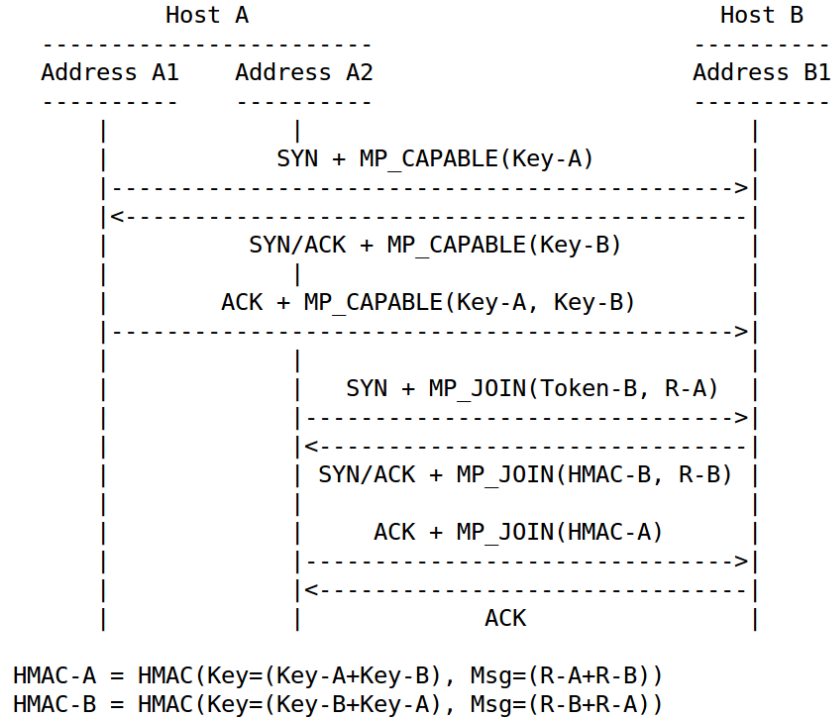 Host A Host B
Address A1 Address A2 Address B1
SYN + MP_CAPABLE(Key-A)
SYN/ACK + MP_CAPABLE(Key-B)
ACK + MP_CAPABLE(Key-A, Key-B)
SYN + MP_JOIN(Token-B, R-A)
SYN/ACK + MP_JOIN(HMAC-B, R-B)
ACK + MP_JOIN(HMAC-A)
ACK
HMAC-A = HMAC(Key=(Key-A+Key-B), Msg=(R-A+R-B))
HMAC-B = HMAC(Key=(Key-B+Key-A), Msg=(R-B+R-A))